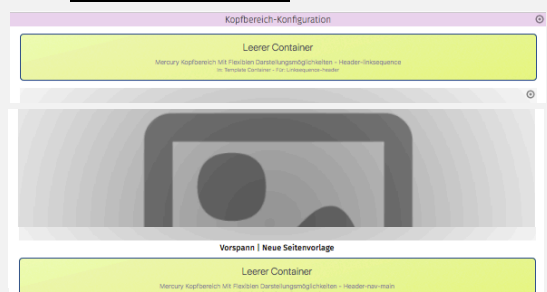 Kopfbereich-Konfiguration
Leerer Container
Mercury Kopfbereich Mit Flexiblen Darstellungsmöglichkeiten - Header-linksequence
In: Template Container - Für: Linksequence-header
Vorspann | Neue Seitenvorlage
Leerer Container
Mercury Kopfbereich Mit Flexiblen Darstellungsmöglichkeiten - Header-nav-main